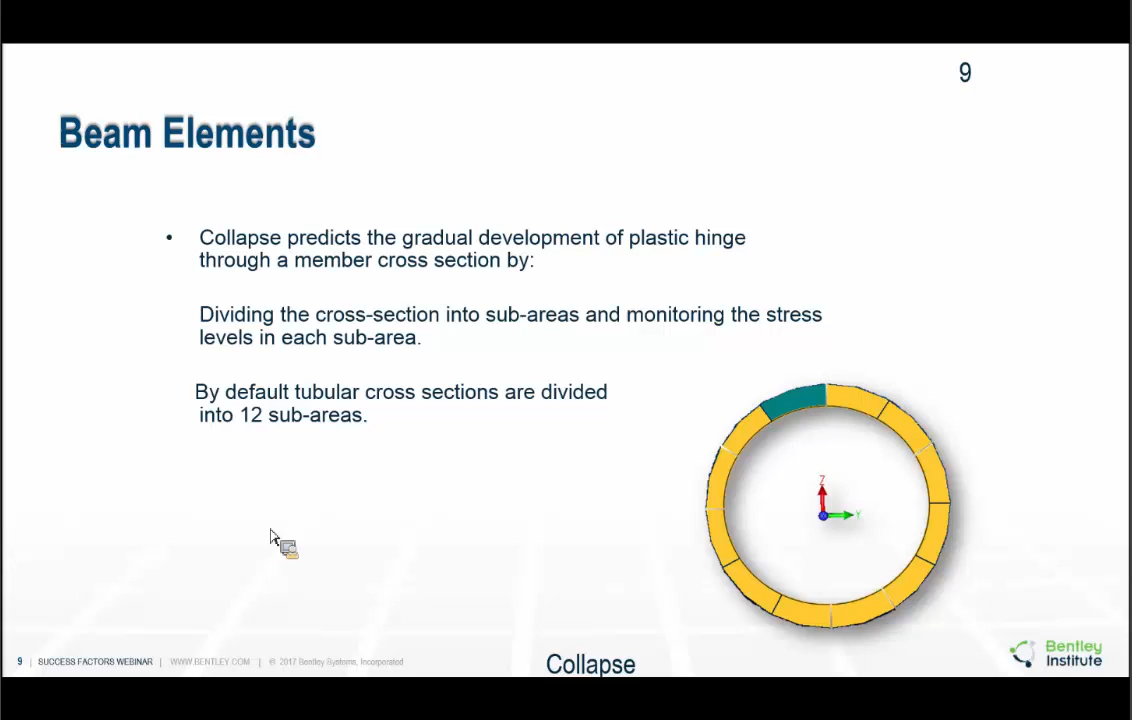 9
Beam Elements
• Collapse predicts the gradual development of plastic hinge
through a member cross section by:
Dividing the cross-section into sub-areas and monitoring the stress
levels in each sub-area.
By default tubular cross sections are divided
into 12 sub-areas.
Z
Y
9 | SUCCESS FACTORS WEBINAR | WWW.BENTLEY.COM | © 2017 Bentley Systems, Incorporated
Collapse
Bentley
Institute